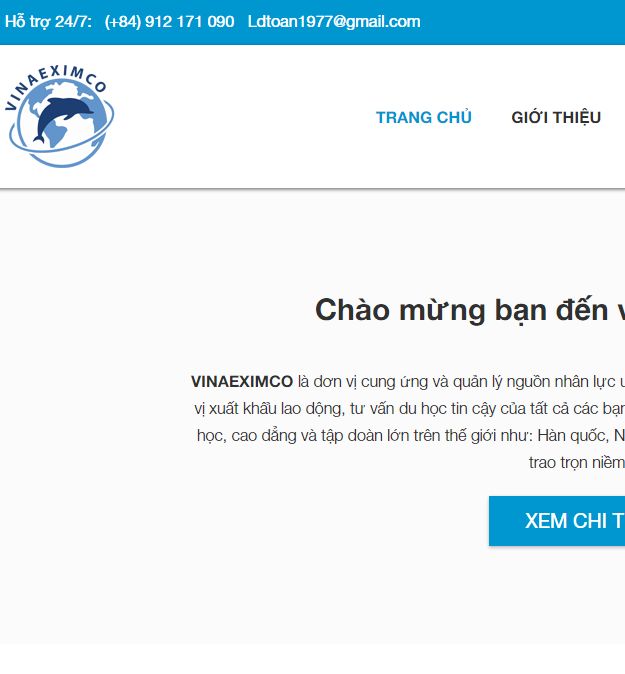 Hỗ trợ 24/7: (+84) 912 171 090 Ldtoan1977@gmail.com
VINAEXIMCO
TRANG CHỦ GIỚI THIỆU
Chào mừng bạn đến v
VINAEXIMCO là đơn vị cung ứng và quản lý nguồn nhân lực u
vị xuất khẩu lao động, tư vấn du học tin cậy của tất cả các bạn
học, cao đẳng và tập đoàn lớn trên thế giới như: Hàn quốc, N
trao trọn niềm
XEM CHI T